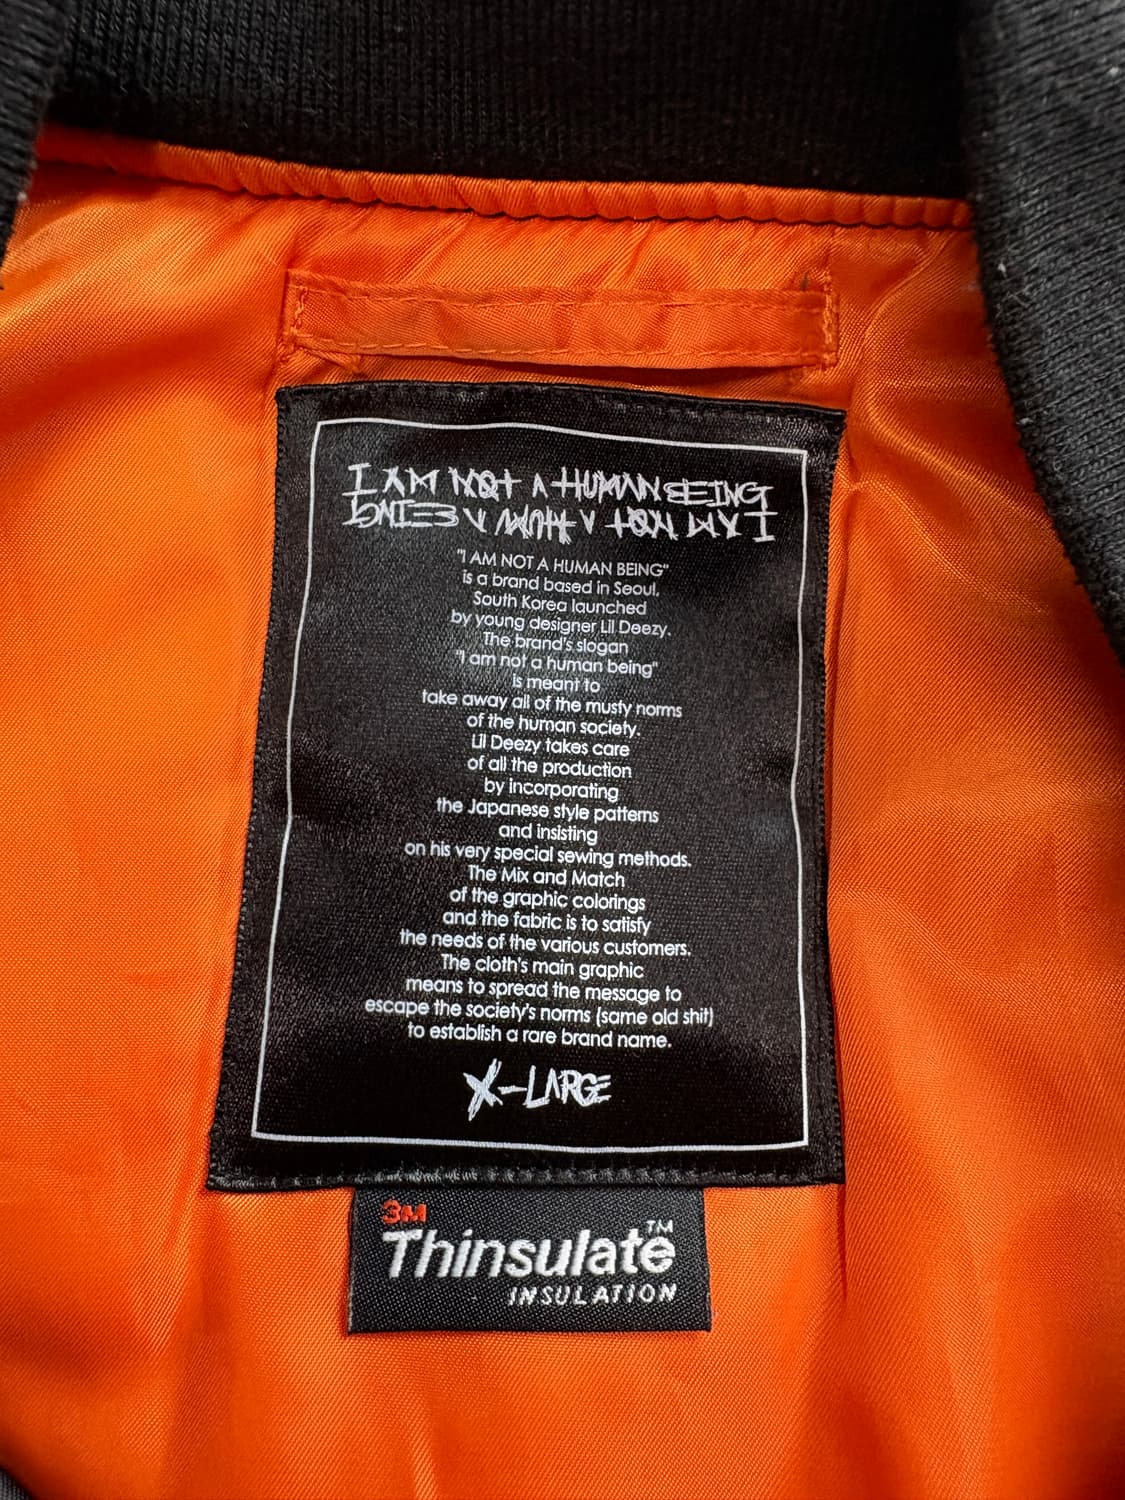 I AM NOT A HUMAN BEING
I AM NOT A HUMAN BEING
"I AM NOT A HUMAN BEING"
is a brand based in Seoul,
South Korea launched
by young designer Lil Deezy.
The brand's slogan
"I am not a human being"
is meant to
take away all of the musty norms
of the human society.
Lil Deezy takes care
of all the production
by incorporating
the Japanese style patterns
and insisting
on his very special sewing methods.
The Mix and Match
of the graphic colorings
and the fabric is to satisfy
the needs of the various customers.
The cloth's main graphic
means to spread the message to
escape the society's norms (same old shit)
to establish a rare brand name.
X-LARGE
3M
Thinsulate™
INSULATION